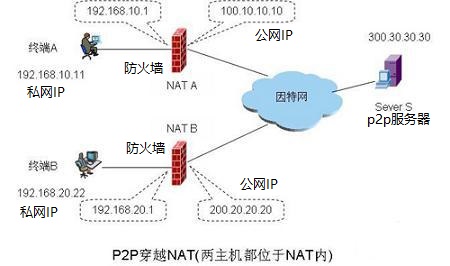 192.168.10.1
100.10.10.10
公网IP
300.30.30.30
终端A
防火墙
192.168.10.11
私网IP
NAT A
因特网
Sever S
p2p服务器
NAT B
防火墙
终端B
公网IP
192.168.20.22
私网IP
192.168.20.1
200.20.20.20
P2P穿越NAT(两主机都位于NAT内)